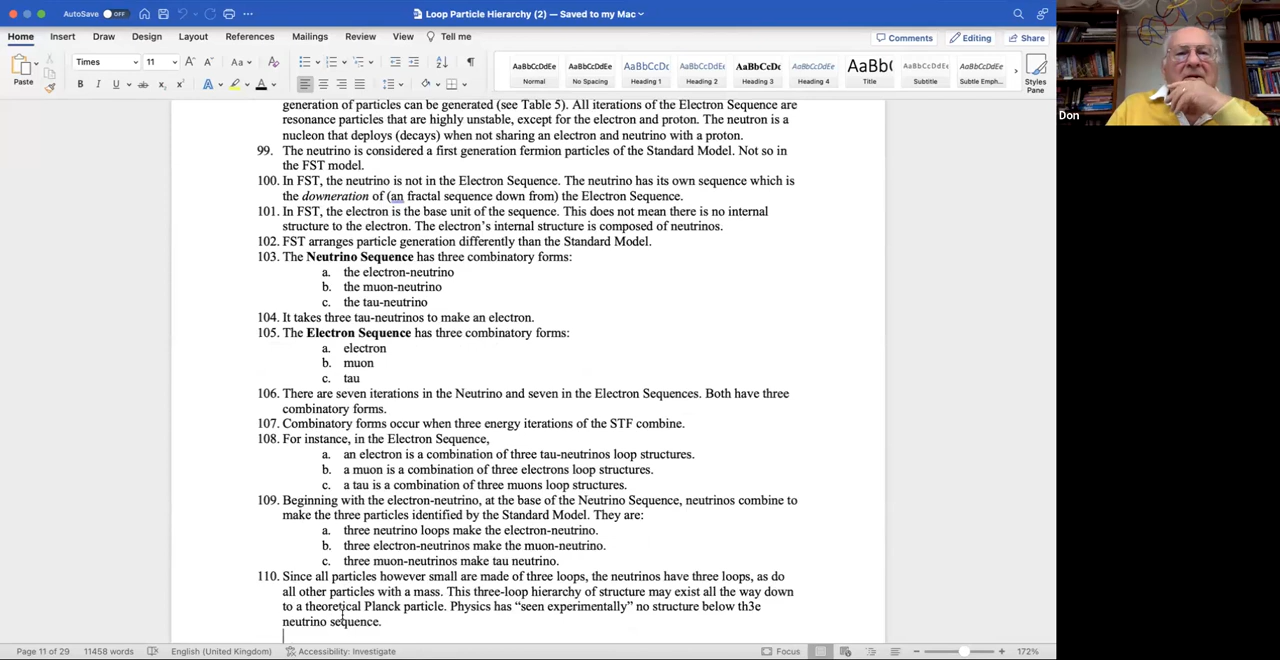 AutoSave OFF
Loop Particle Hierarchy (2) — Saved to my Mac
Home Insert Draw Design Layout References Mailings Review View Tell me
Comments Editing Share
Paste
Times 11
Aa
B I U ab x₂ x² A A
AaBbCcDdEe AaBbCcDdEe AaBbCcDc AaBbCcDdEe AaBbCcDc AaBbCcDdEe AaBb( AaBbCcDdEe AaBbCcDdEe
Normal No Spacing Heading 1 Heading 2 Heading 3 Heading 4 Title Subtitle Subtle Emph...
Styles
Pane
Don
generation of particles can be generated (see Table 5). All iterations of the Electron Sequence are
resonance particles that are highly unstable, except for the electron and proton. The neutron is a
nucleon that deploys (decays) when not sharing an electron and neutrino with a proton.
99. The neutrino is considered a first generation fermion particles of the Standard Model. Not so in
the FST model.
100. In FST, the neutrino is not in the Electron Sequence. The neutrino has its own sequence which is
the downeration of (an fractal sequence down from) the Electron Sequence.
101. In FST, the electron is the base unit of the sequence. This does not mean there is no internal
structure to the electron. The electron's internal structure is composed of neutrinos.
102. FST arranges particle generation differently than the Standard Model.
103. The Neutrino Sequence has three combinatory forms:
a. the electron-neutrino
b. the muon-neutrino
c. the tau-neutrino
104. It takes three tau-neutrinos to make an electron.
105. The Electron Sequence has three combinatory forms:
a. electron
b. muon
c. tau
106. There are seven iterations in the Neutrino and seven in the Electron Sequences. Both have three
combinatory forms.
107. Combinatory forms occur when three energy iterations of the STF combine.
108. For instance, in the Electron Sequence,
a. an electron is a combination of three tau-neutrinos loop structures.
b. a muon is a combination of three electrons loop structures.
c. a tau is a combination of three muons loop structures.
109. Beginning with the electron-neutrino, at the base of the Neutrino Sequence, neutrinos combine to
make the three particles identified by the Standard Model. They are:
a. three neutrino loops make the electron-neutrino.
b. three electron-neutrinos make the muon-neutrino.
c. three muon-neutrinos make tau neutrino.
110. Since all particles however small are made of three loops, the neutrinos have three loops, as do
all other particles with a mass. This three-loop hierarchy of structure may exist all the way down
to a theoretical Planck particle. Physics has “seen experimentally” no structure below th3e
neutrino sequence.
Page 11 of 29 11458 words English (United Kingdom) Accessibility: Investigate Focus 172%